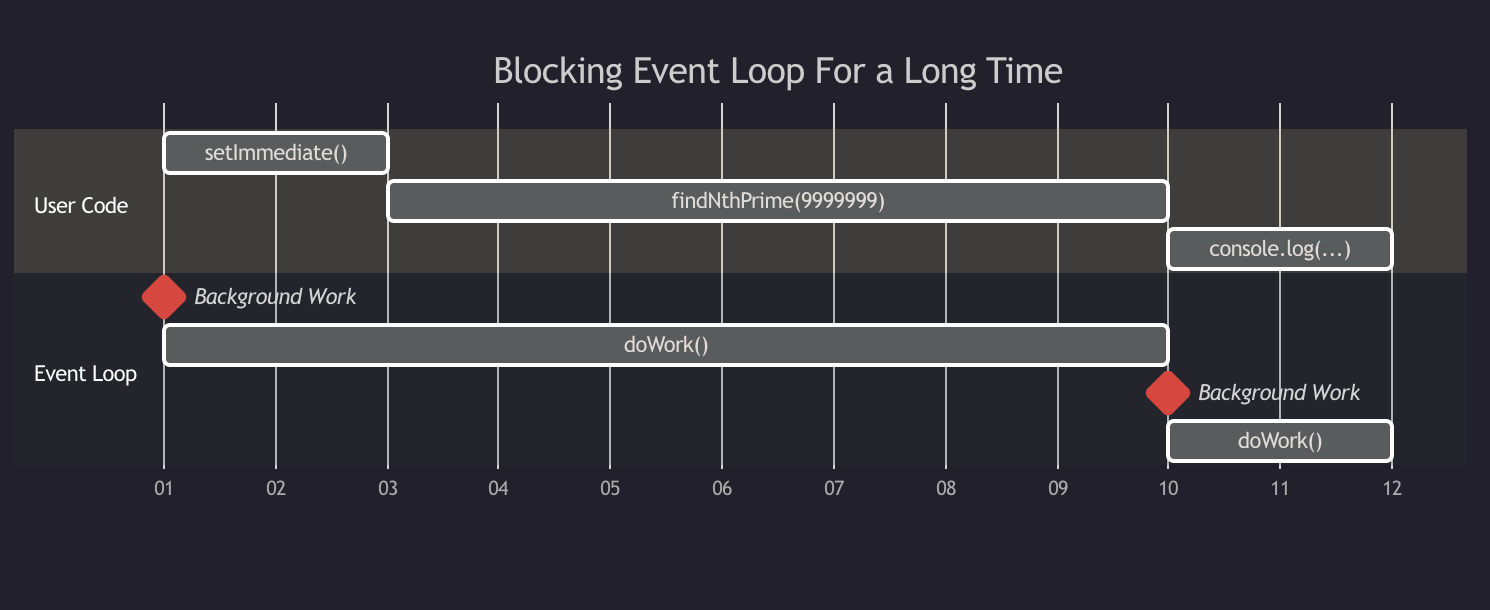 Blocking Event Loop For a Long Time
setImmediate()
findNthPrime(9999999)
User Code
console.log(...)
Background Work
doWork()
Event Loop
Background Work
doWork()
01 02 03 04 05 06 07 08 09 10 11 12